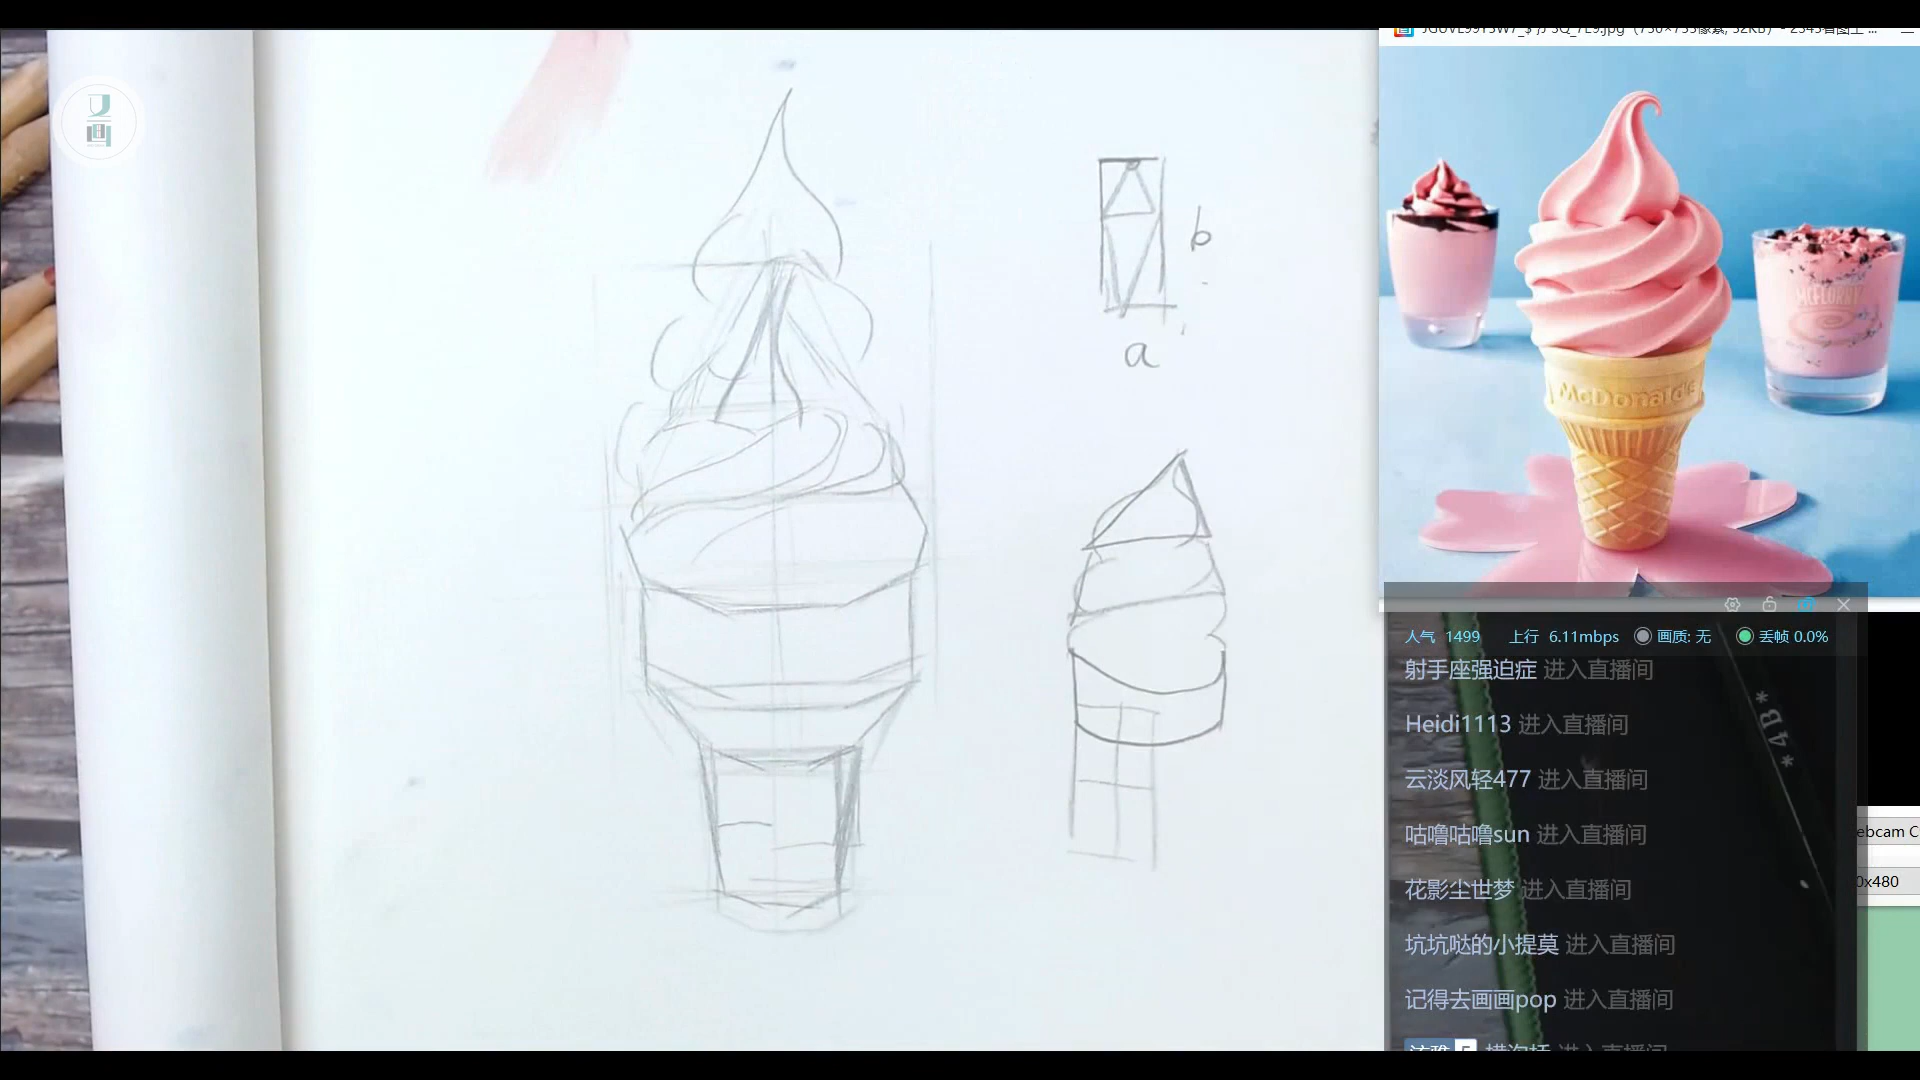 b
a
McDonald's
MCFLURRY
人气 1499 上行 6.11mbps 画质: 无 丢帧 0.0%
射手座强迫症 进入直播间
Heidi1113 进入直播间
云淡风轻477 进入直播间
咕噜咕噜sun 进入直播间
花影尘世梦 进入直播间
坑坑哒的小提莫 进入直播间
记得去画画pop 进入直播间
*4B*
ebcam C
0x480